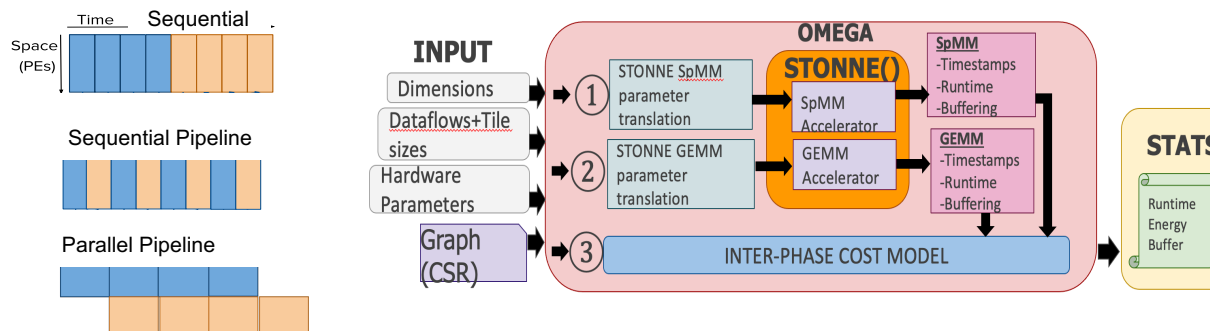 Time
Sequential
Space
(PEs)
Sequential Pipeline
Parallel Pipeline
INPUT
Dimensions
Dataflows+Tile
sizes
Hardware
Parameters
Graph
(CSR)
OMEGA
1
STONNE SpMM
parameter
translation
2
STONNE GEMM
parameter
translation
STONNE()
SpMM
Accelerator
GEMM
Accelerator
SpMM
-Timestamps
-Runtime
-Buffering
GEMM
-Timestamps
-Runtime
-Buffering
3
INTER-PHASE COST MODEL
STATS
Runtime
Energy
Buffer